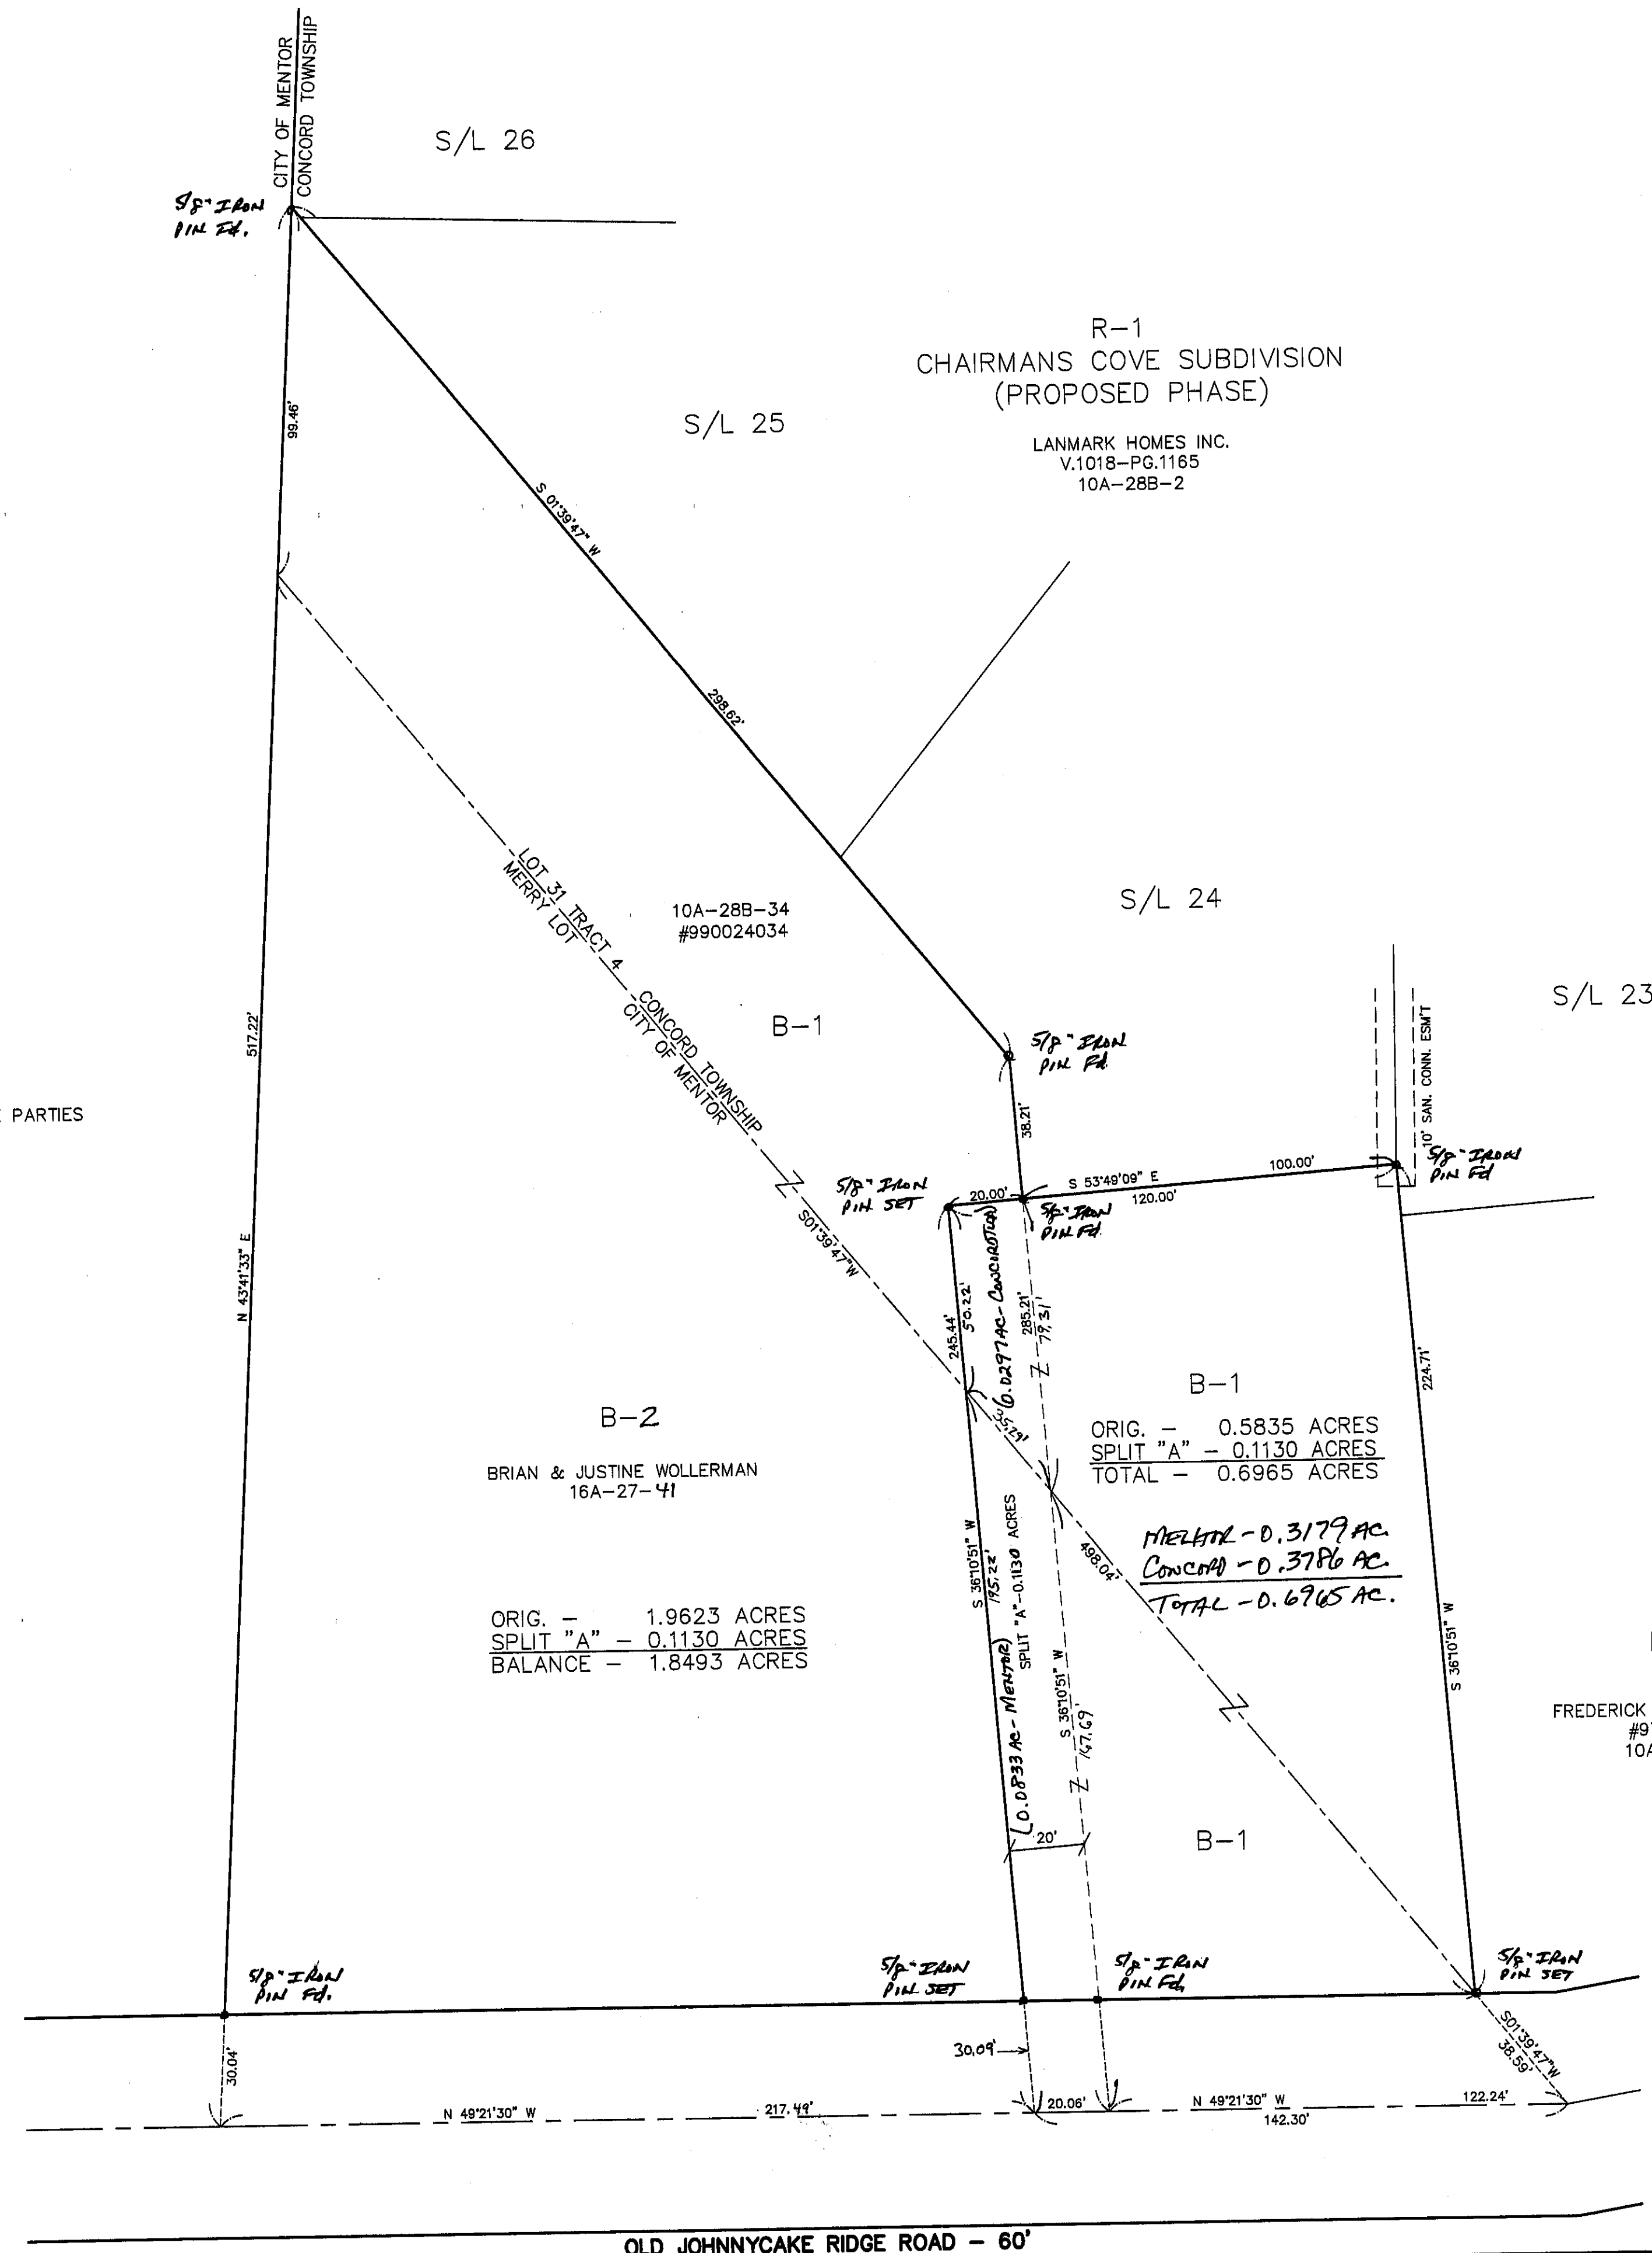 CITY OF MENTOR
CONCORD TOWNSHIP
S/L 26
5/8" IRON
PIN Fd.
R-1
CHAIRMANS COVE SUBDIVISION
(PROPOSED PHASE)
99.46'
S/L 25
LANMARK HOMES INC.
V.1018-PG.1165
10A-28B-2
S 01°39'47" W
298.62'
LOT 31 TRACT 4
MERRY LOT
10A-28B-34
#990024034
S/L 24
CONCORD TOWNSHIP
CITY OF MENTOR
B-1
S/L 23
10' SAN. CONN. ESM'T
517.22'
5/8" IRON
PIN Fd.
PARTIES
38.21'
5/8" IRON
PIN Fd
5/8" IRON
PIN SET
20.00'
S 53°49'09" E
100.00'
120.00'
5/8" IRON
PIN Fd.
S01°39'47"W
N 43°41'33" E
245.44'
50.22'
(0.0297 AC - CONCORDTWP)
285.21'
79.31'
224.71'
B-1
35.29'
ORIG. - 0.5835 ACRES
SPLIT "A" - 0.1130 ACRES
TOTAL - 0.6965 ACRES
B-2
BRIAN & JUSTINE WOLLERMAN
16A-27-41
MENTOR - 0.3179 AC.
CONCORD - 0.3786 AC.
TOTAL - 0.6965 AC.
498.04'
S 36°10'51" W
195.22'
SPLIT "A"-0.1130 ACRES
(0.0833 AC - MENTOR)
S 36°10'51" W
167.69'
S 36°10'51" W
ORIG. - 1.9623 ACRES
SPLIT "A" - 0.1130 ACRES
BALANCE - 1.8493 ACRES
FREDERICK
#9
10A
20'
B-1
5/8" IRON
PIN Fd.
5/8" IRON
PIN SET
5/8" IRON
PIN Fd.
5/8" IRON
PIN SET
30.04'
30.09'
S01°39'47"W
38.59'
N 49°21'30" W
217.49'
20.06'
N 49°21'30" W
122.24'
142.30'
OLD JOHNNYCAKE RIDGE ROAD - 60'